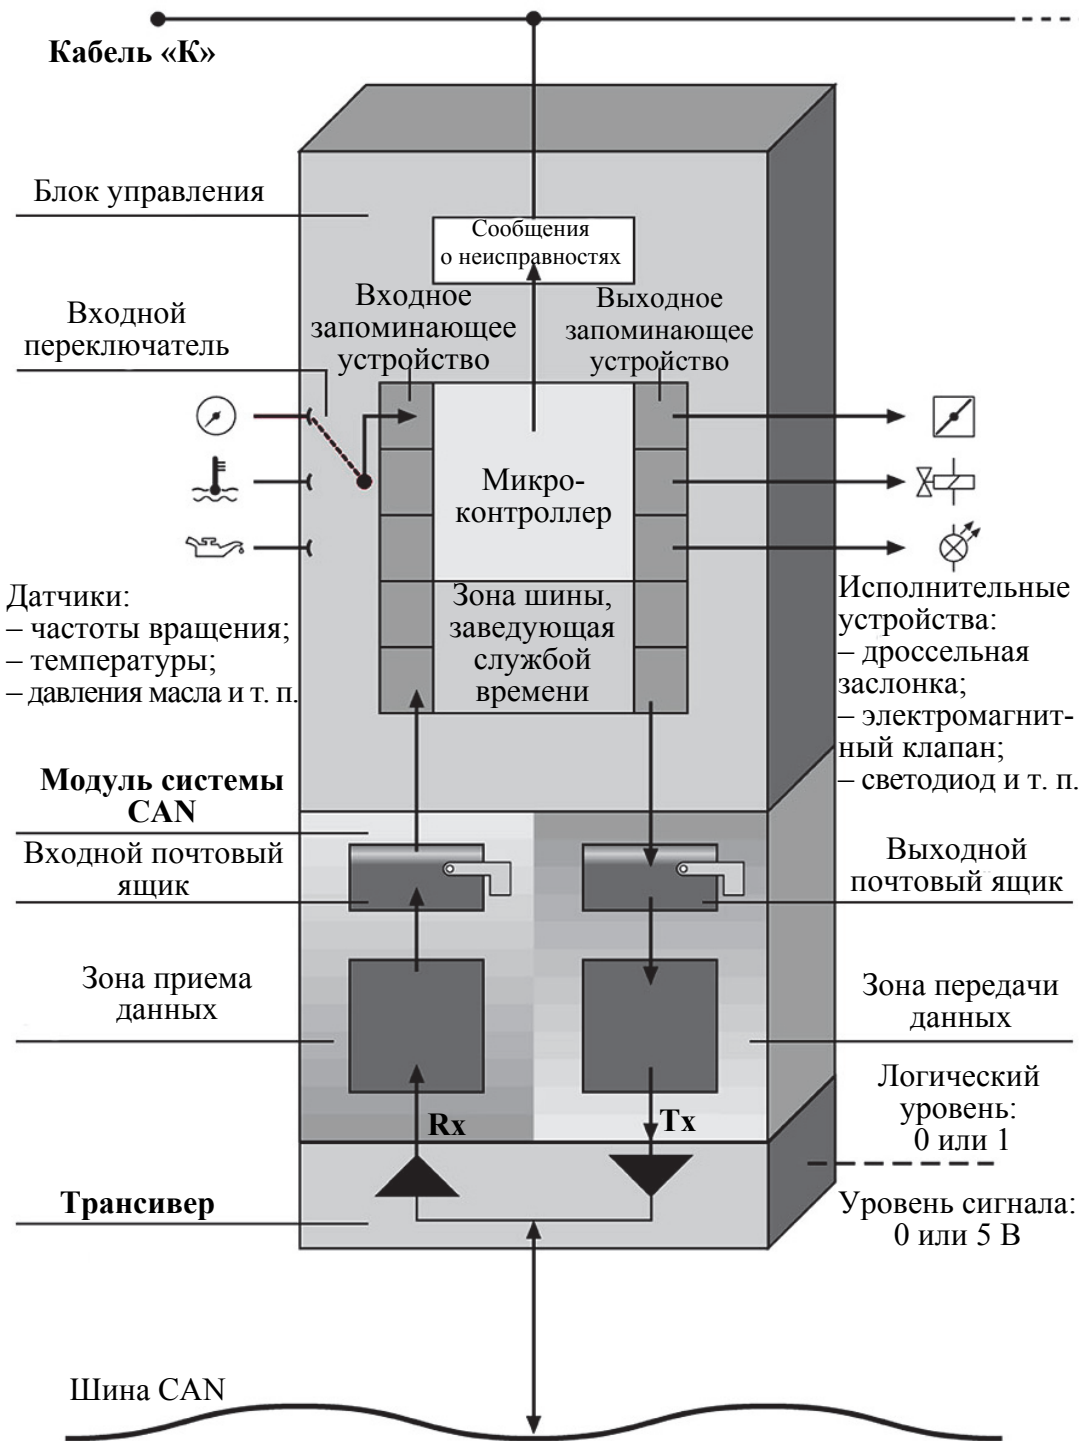 Кабель «К»
Блок управления
Сообщения
о неисправностях
Входной
переключатель
Входное
запоминающее
устройство
Выходное
запоминающее
устройство
Микро-
контроллер
Зона шины,
заведующая
службой
времени
Датчики:
– частоты вращения;
– температуры;
– давления масла и т. п.
Исполнительные
устройства:
– дроссельная
заслонка;
– электромагнит-
ный клапан;
– светодиод и т. п.
Модуль системы
CAN
Входной почтовый
ящик
Выходной
почтовый ящик
Зона приема
данных
Зона передачи
данных
Rx
Tx
Логический
уровень:
0 или 1
Трансивер
Уровень сигнала:
0 или 5 В
Шина CAN